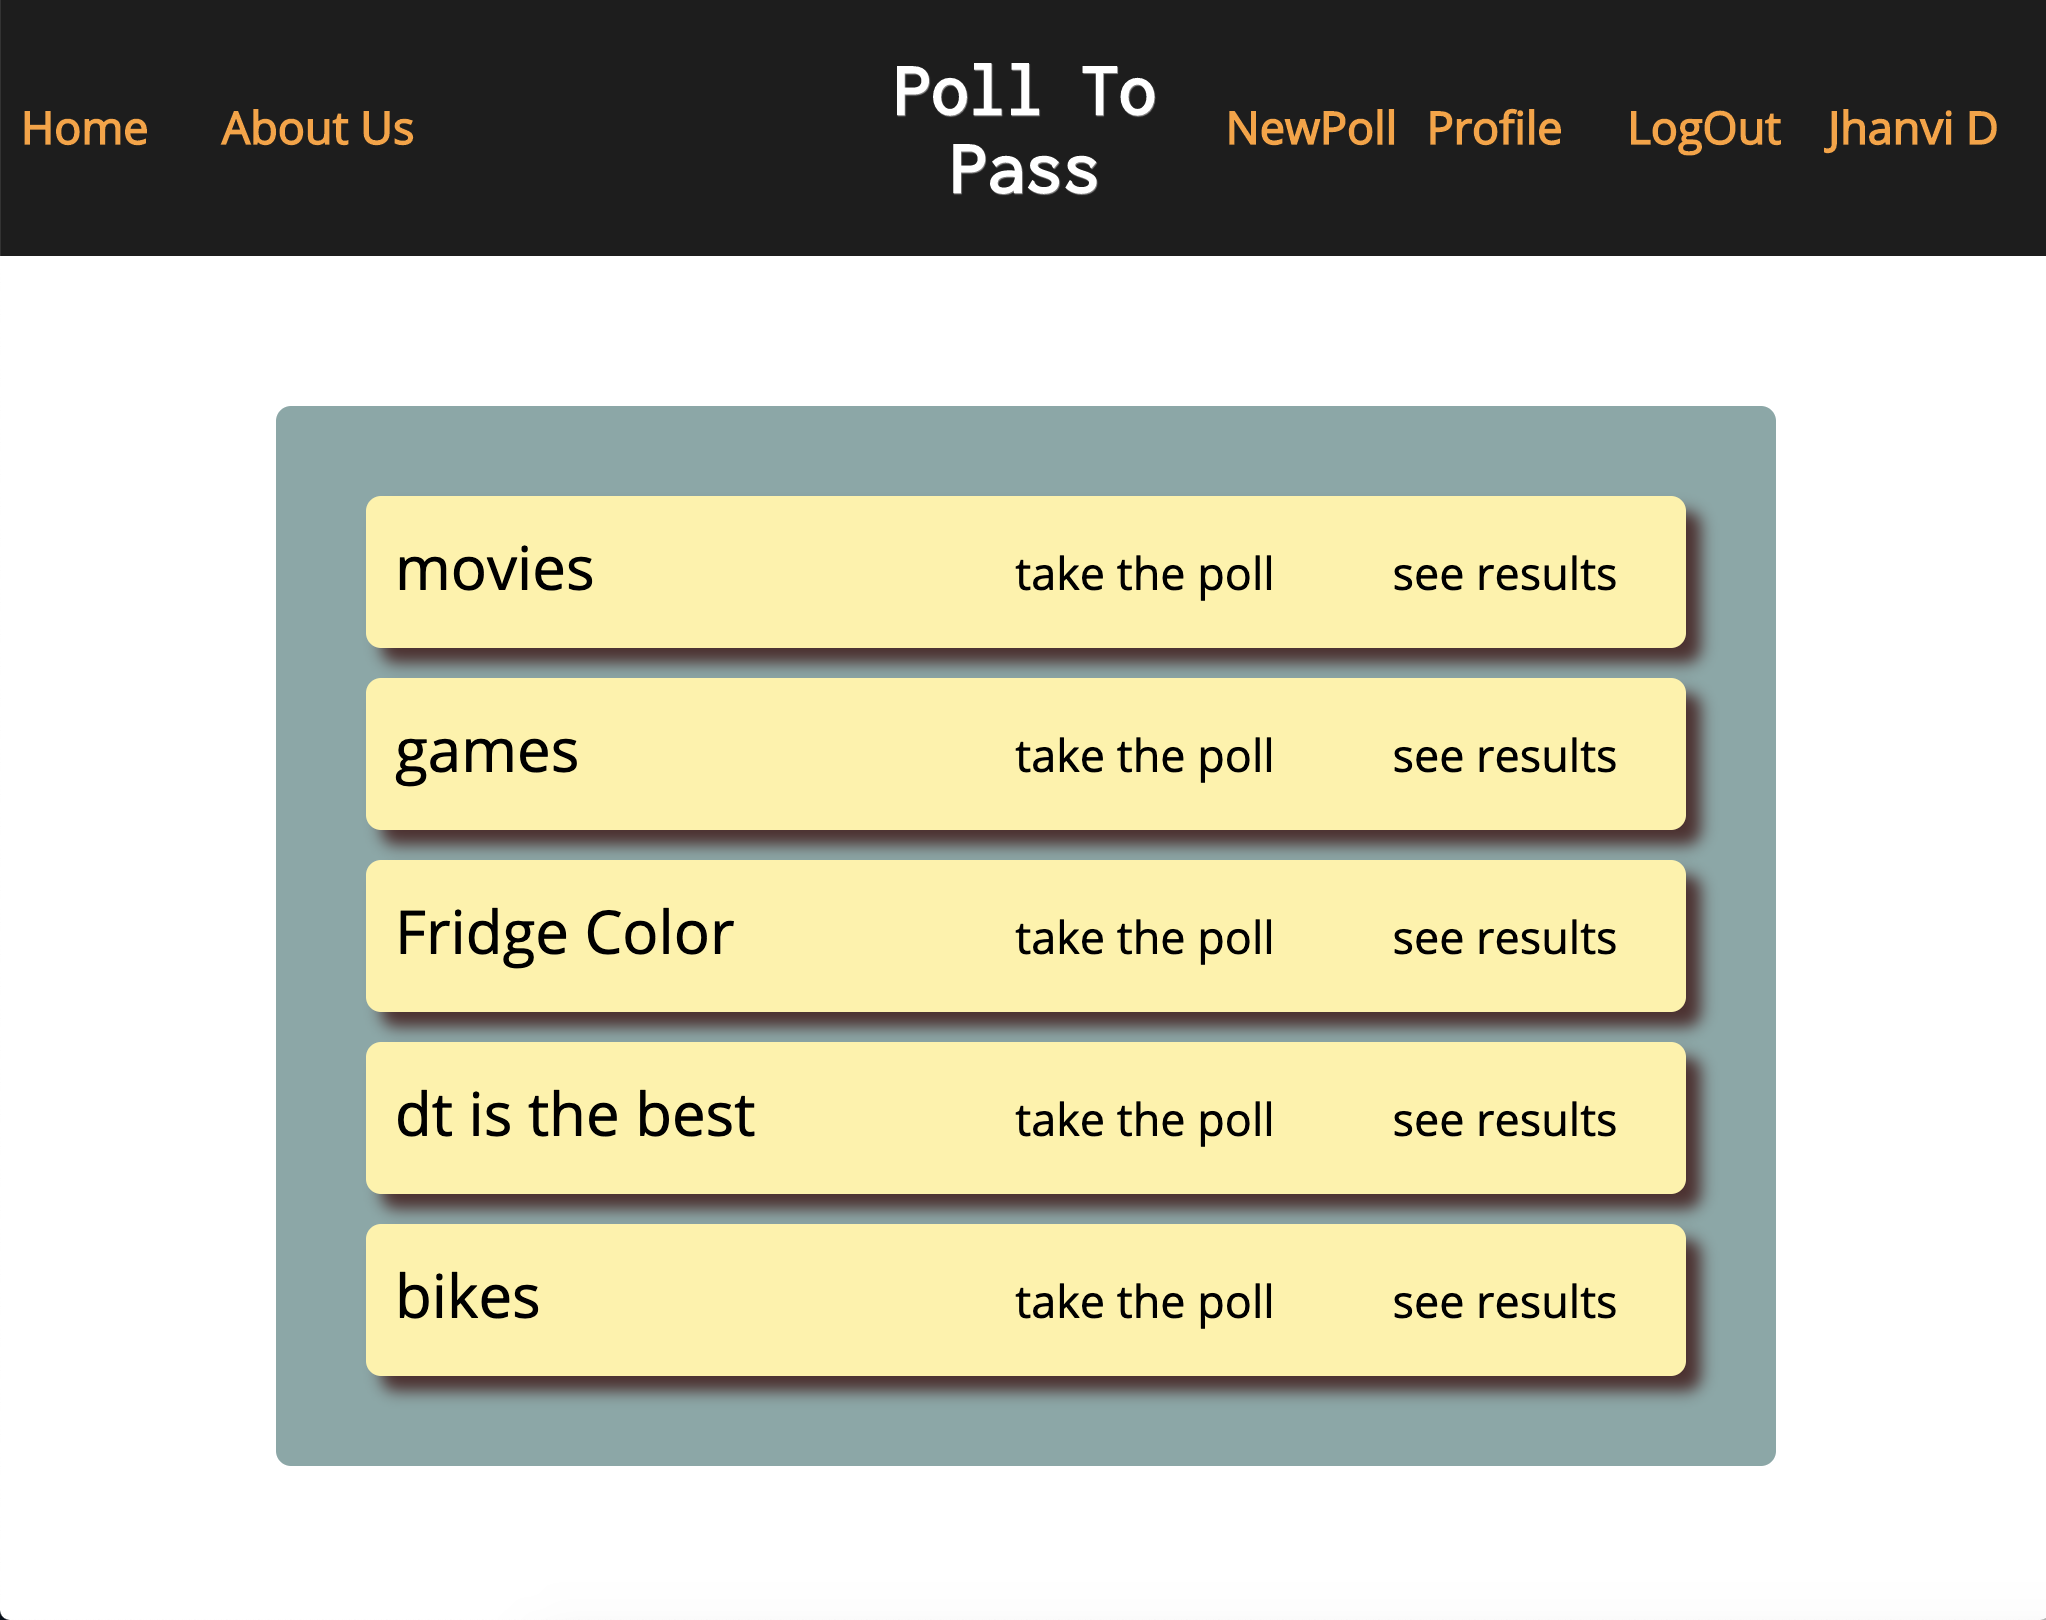 Home About Us Poll To Pass NewPoll Profile LogOut Jhanvi D
movies take the poll see results
games take the poll see results
Fridge Color take the poll see results
dt is the best take the poll see results
bikes take the poll see results